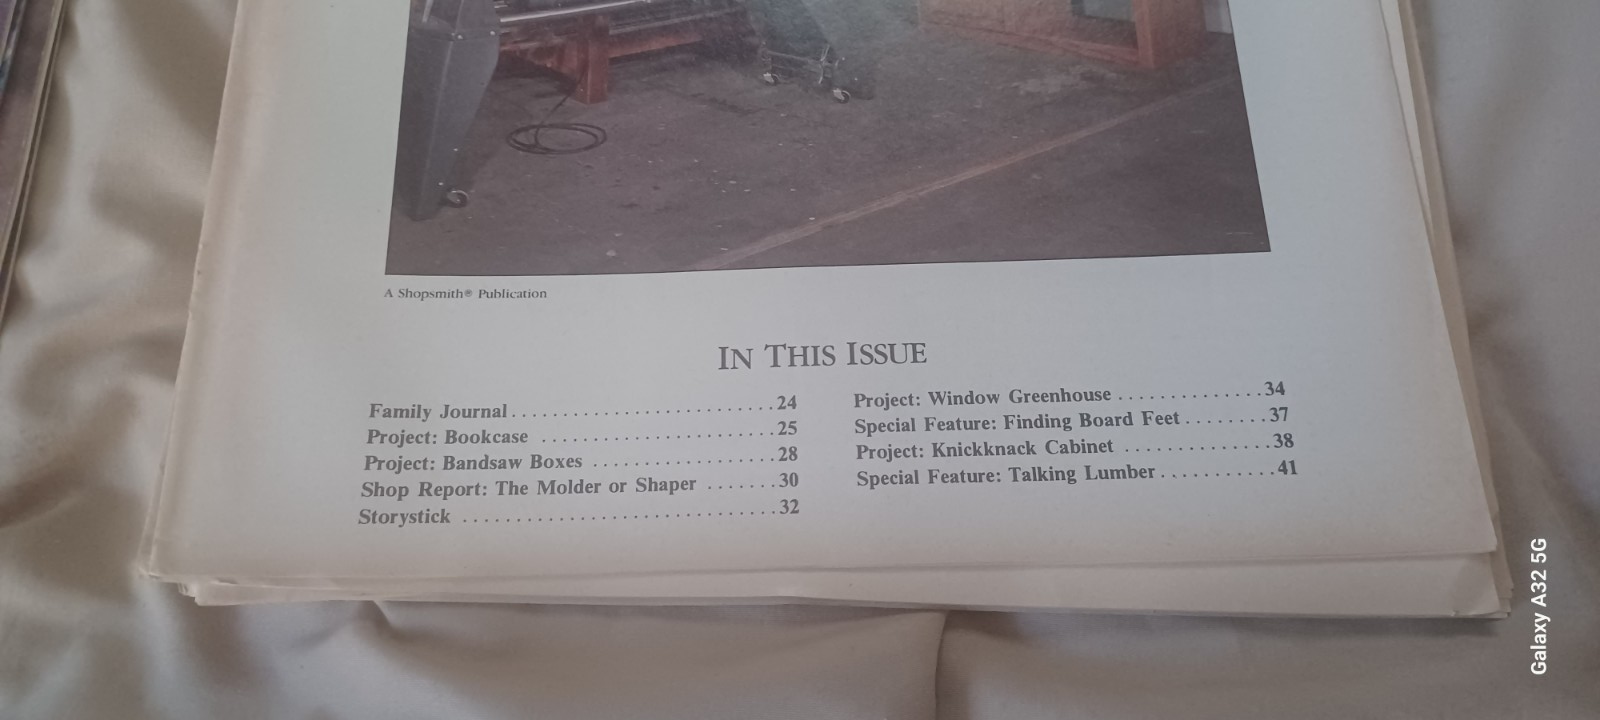 A Shopsmith® Publication
IN THIS ISSUE
Family Journal . . . . . . . . . . . . . . . . . . . . . . . . . . 24
Project: Bookcase . . . . . . . . . . . . . . . . . . . . . . . 25
Project: Bandsaw Boxes . . . . . . . . . . . . . . . . . . 28
Shop Report: The Molder or Shaper . . . . . . . 30
Storystick . . . . . . . . . . . . . . . . . . . . . . . . . . . . . . . 32
Project: Window Greenhouse . . . . . . . . . . . . . . 34
Special Feature: Finding Board Feet . . . . . . . . 37
Project: Knickknack Cabinet . . . . . . . . . . . . . . 38
Special Feature: Talking Lumber . . . . . . . . . . . 41
Galaxy A32 5G